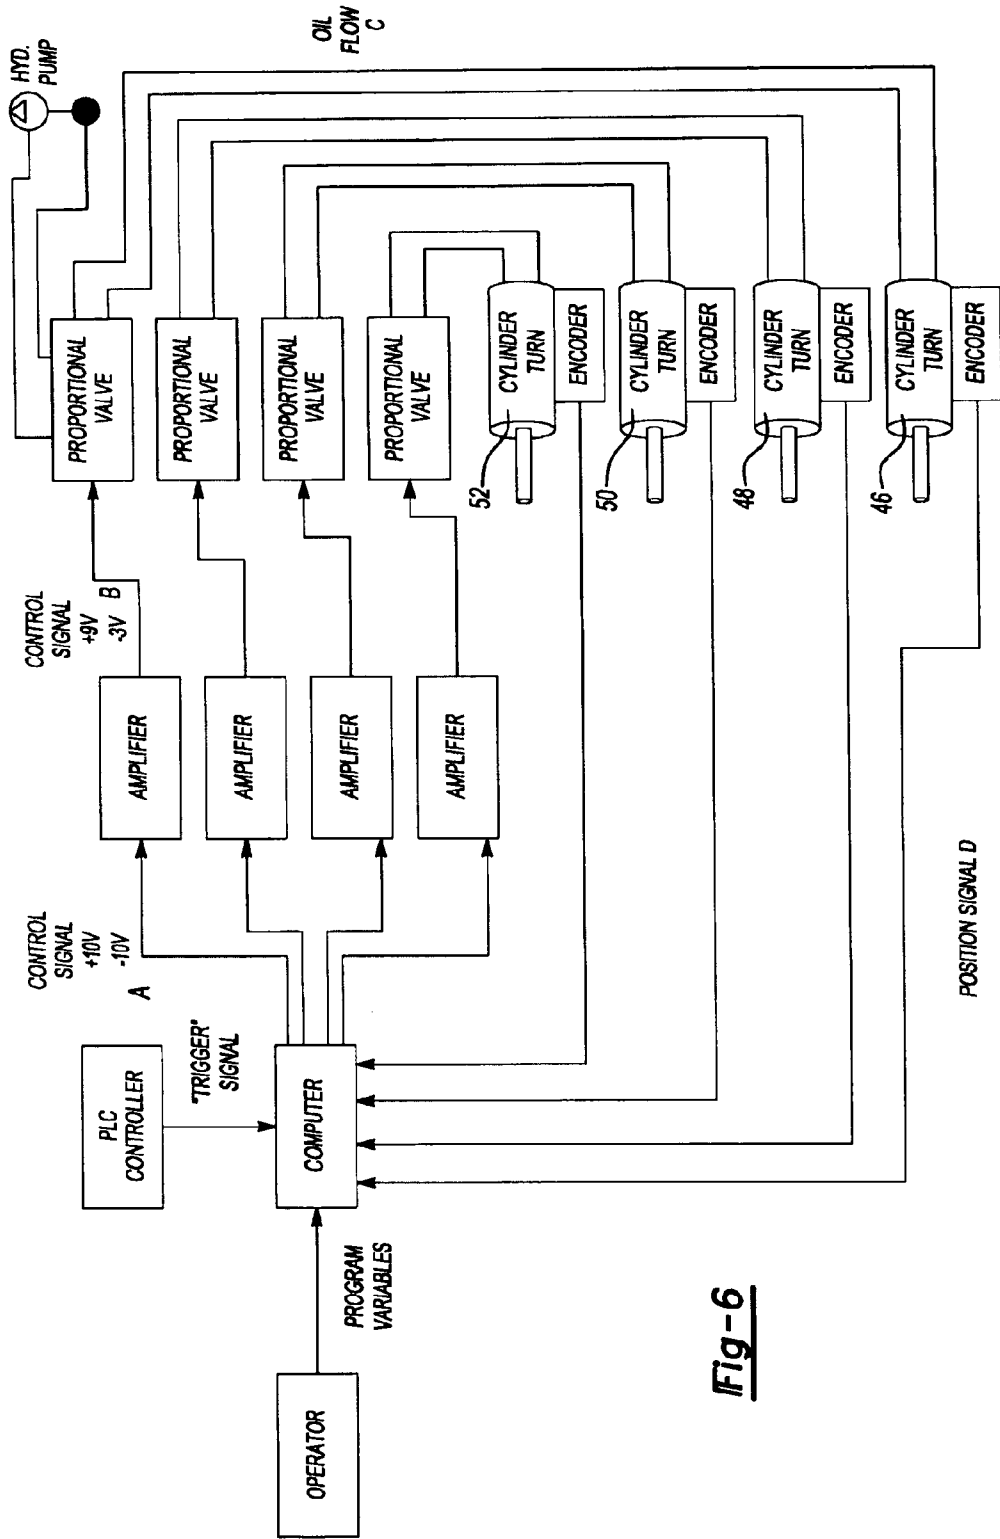 HYD.
PUMP
OIL
FLOW
C
PROPORTIONAL
VALVE
PROPORTIONAL
VALVE
PROPORTIONAL
VALVE
PROPORTIONAL
VALVE
CYLINDER
TURN
ENCODER
52
CYLINDER
TURN
ENCODER
50
CYLINDER
TURN
ENCODER
48
CYLINDER
TURN
ENCODER
46
CONTROL
SIGNAL
+9V
-3V
B
AMPLIFIER
AMPLIFIER
AMPLIFIER
AMPLIFIER
CONTROL
SIGNAL
+10V
-10V
A
PLC
CONTROLLER
"TRIGGER"
SIGNAL
COMPUTER
POSITION SIGNAL D
PROGRAM
VARIABLES
OPERATOR
Fig-6